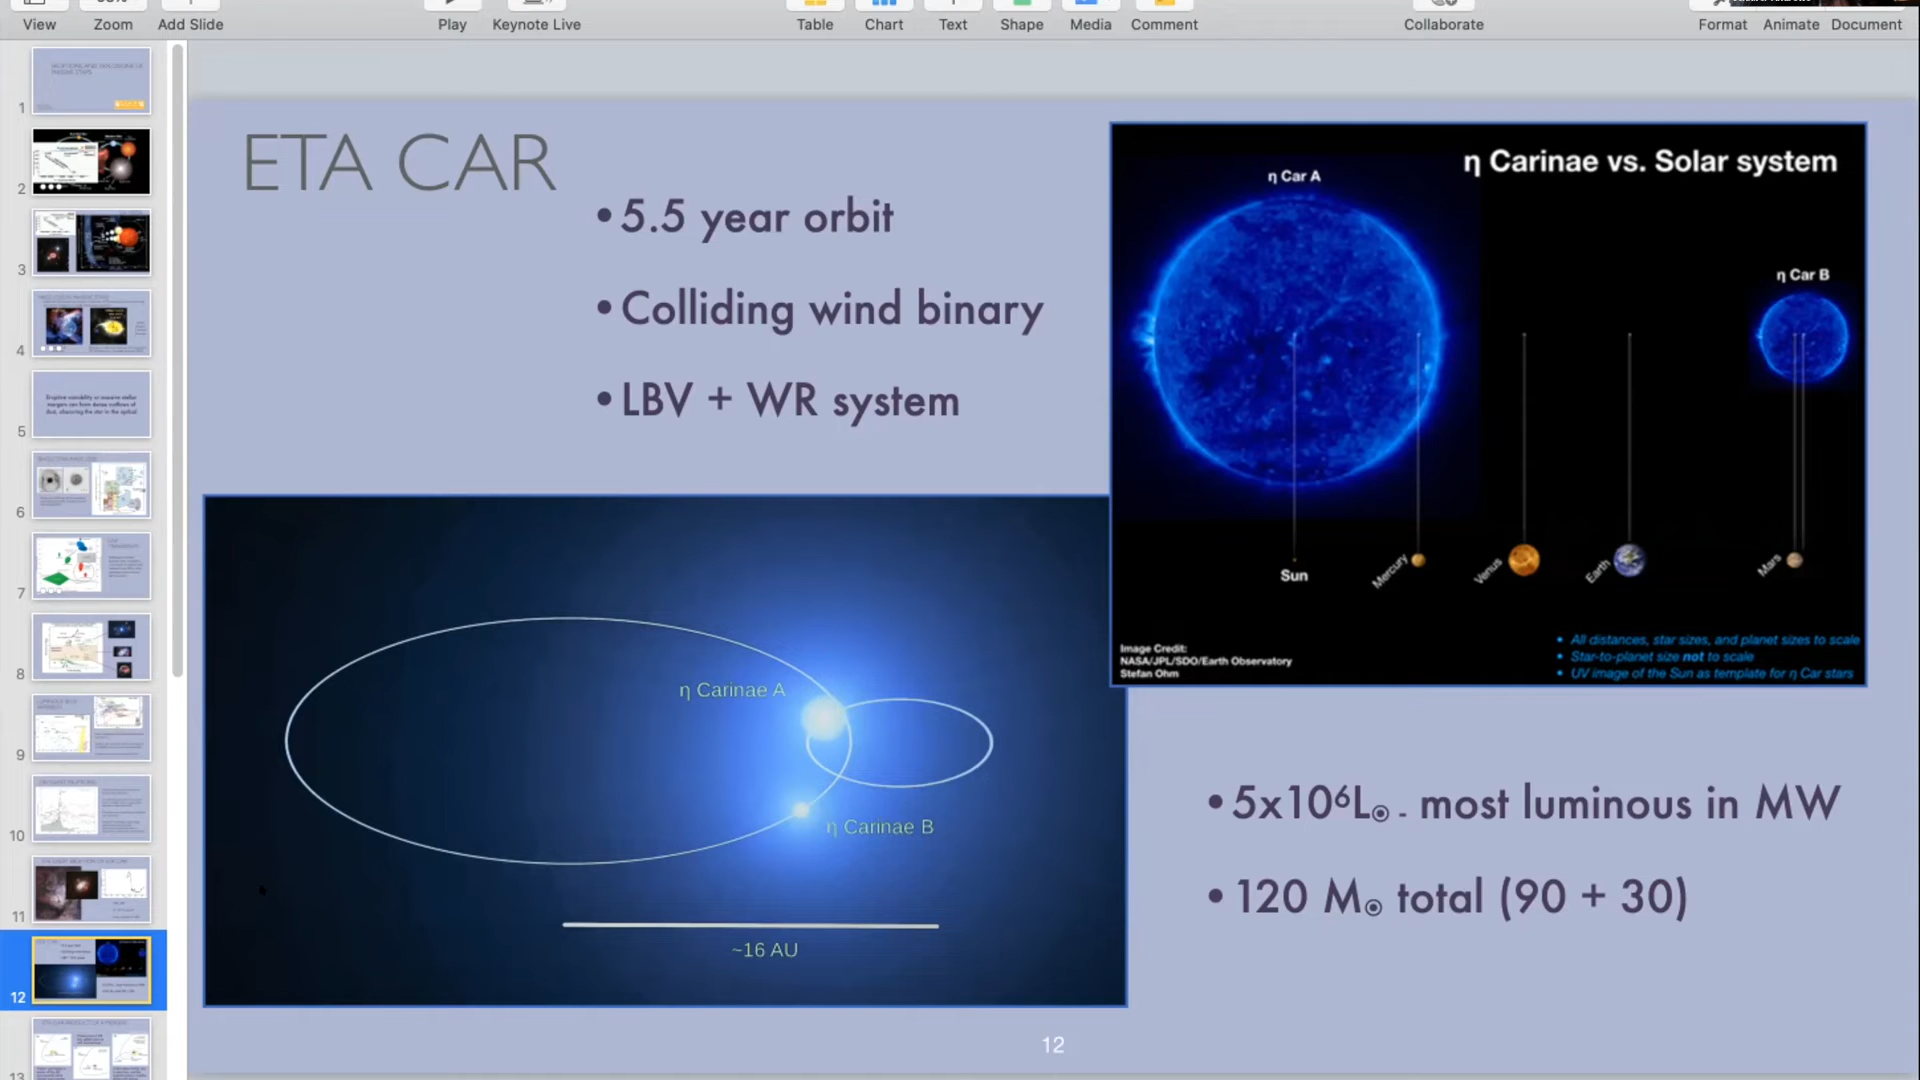 View
Zoom
Add Slide
Play
Keynote Live
Table
Chart
Text
Shape
Media
Comment
Collaborate
Format
Animate
Document
1
2
3
4
5
6
7
8
9
10
11
12
13
ETA CAR
•5.5 year orbit
•Colliding wind binary
•LBV + WR system
η Carinae vs. Solar system
η Car A
η Car B
Sun
Mercury
Venus
Earth
Mars
Image Credit:
NASA/JPL/SDO/Earth Observatory
Stefan Ohm
• All distances, star sizes, and planet sizes to scale
• Star-to-planet size not to scale
• UV image of the Sun as template for η Car stars
η Carinae A
η Carinae B
~16 AU
•5x10⁶L☉ - most luminous in MW
•120 M☉ total (90 + 30)
12